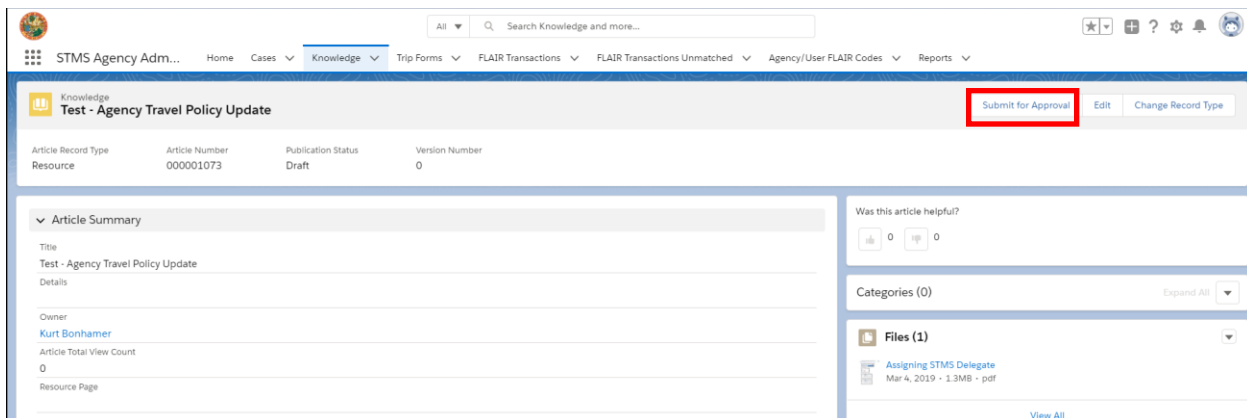 All Search Knowledge and more...
STMS Agency Adm... Home Cases Knowledge Trip Forms FLAIR Transactions FLAIR Transactions Unmatched Agency/User FLAIR Codes Reports
Knowledge
Test - Agency Travel Policy Update
Submit for Approval Edit Change Record Type
Article Record Type Article Number Publication Status Version Number
Resource 000001073 Draft 0
Article Summary
Title
Test - Agency Travel Policy Update
Details
Owner
Kurt Bonhamer
Article Total View Count
0
Resource Page
Was this article helpful?
0 0
Categories (0) Expand All
Files (1)
Assigning STMS Delegate
Mar 4, 2019 • 1.3MB • pdf
View All